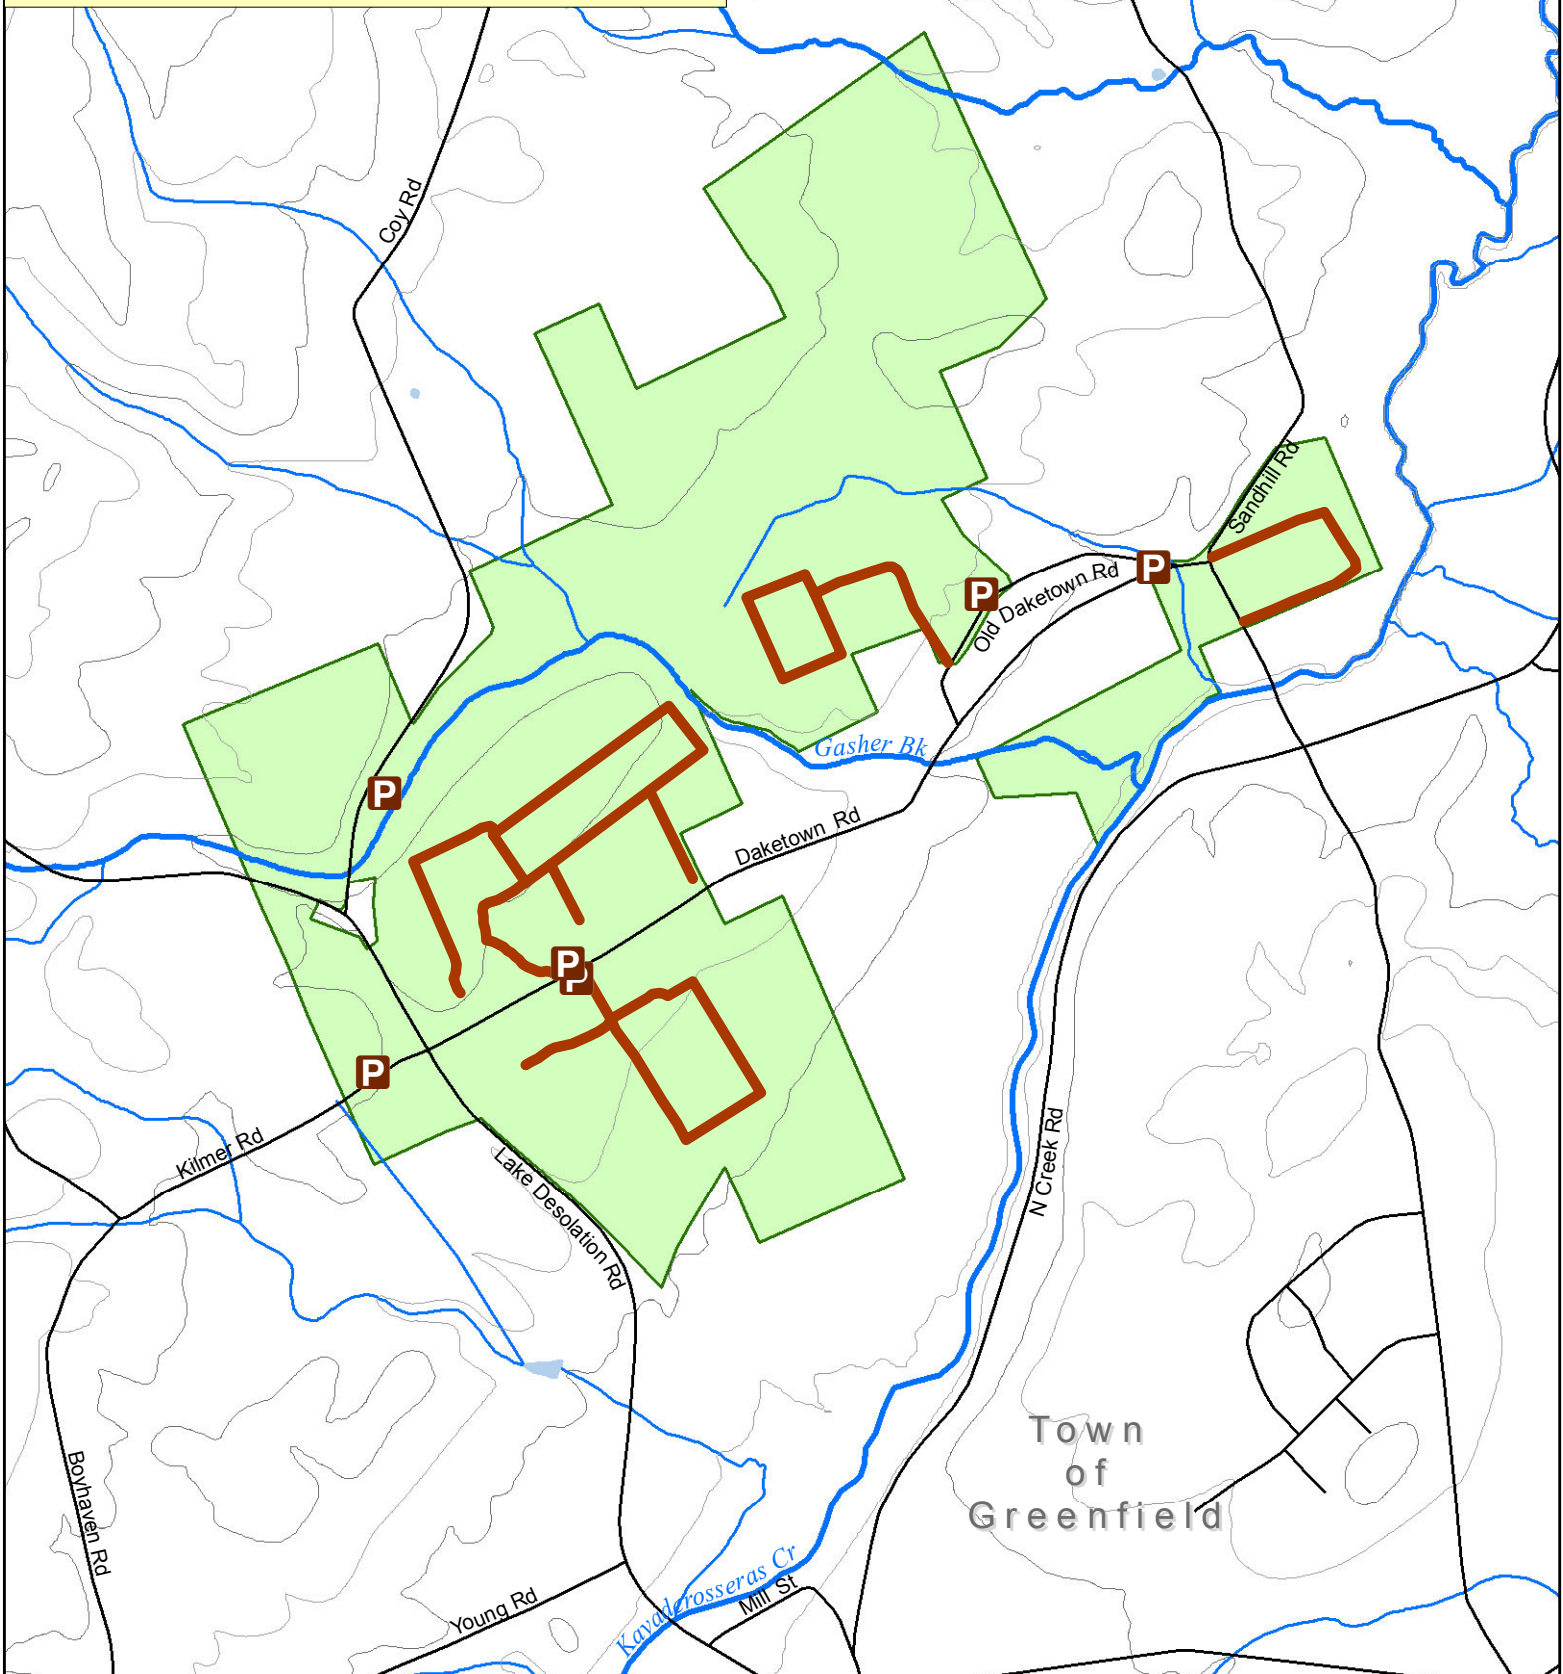 Coy Rd
Sandhill Rd
P
P
Old Daketown Rd
Gasher Bk
P
Daketown Rd
P
P
P
N Creek Rd
Kilmer Rd
Lake Desolation Rd
Town
of
Greenfield
Boyhaven Rd
Kayaderosseras Cr
Mill St
Young Rd